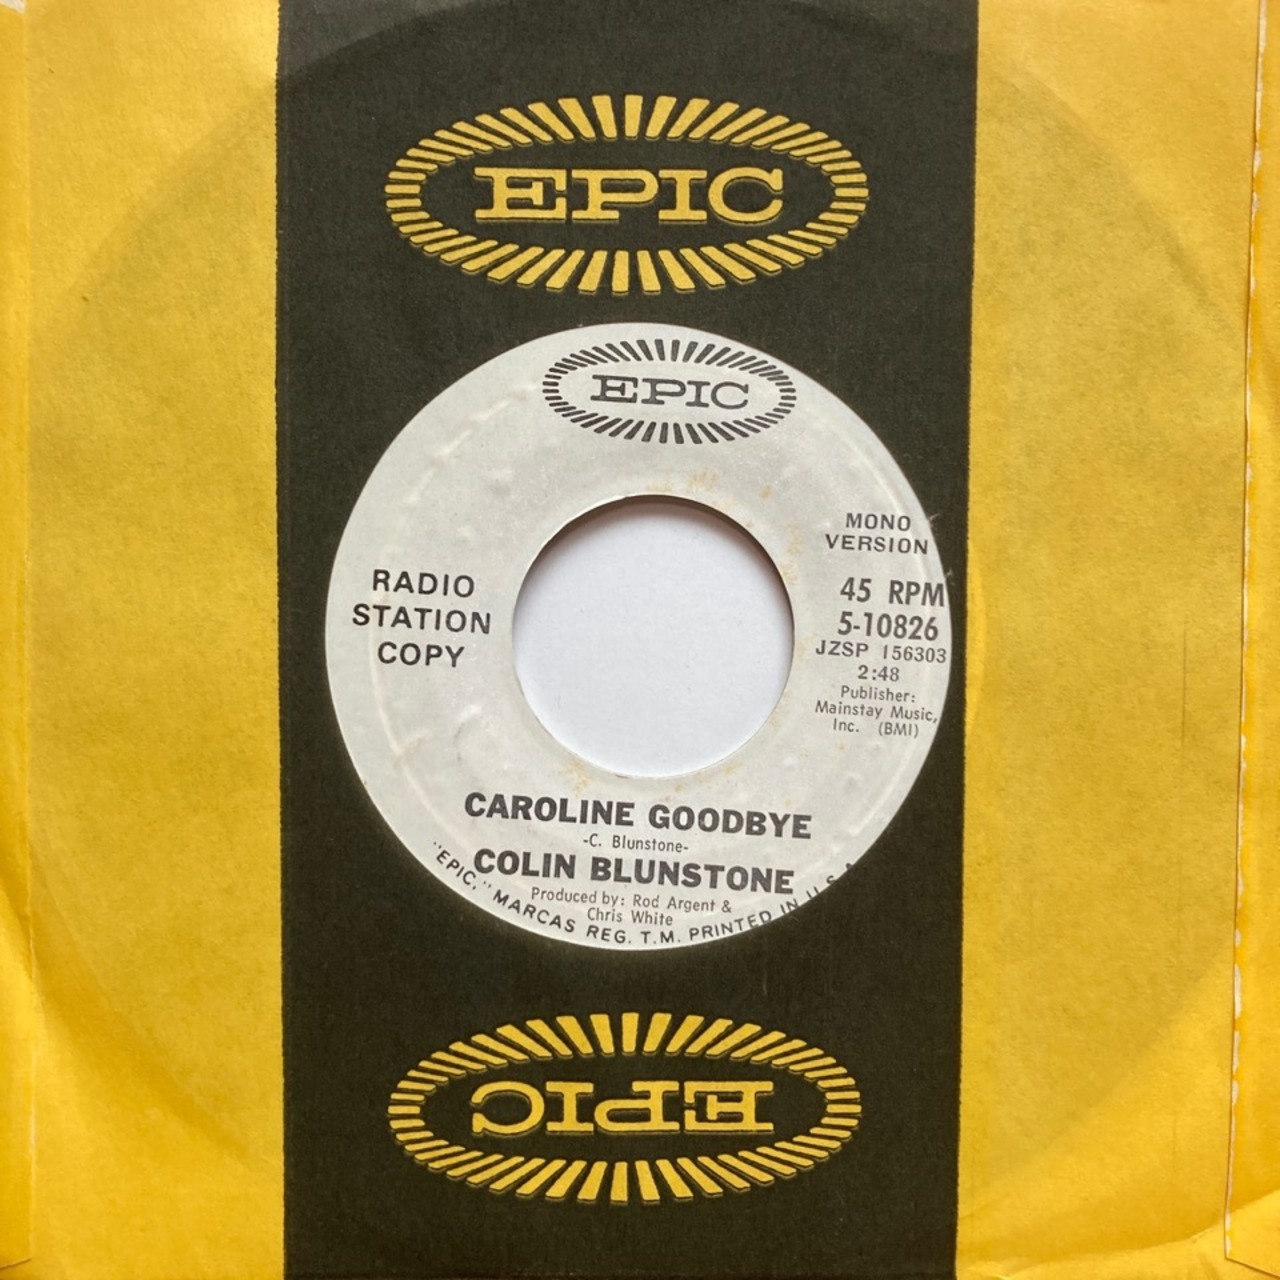 EPIC
EPIC
MONO
VERSION
45 RPM
5-10826
JZSP 156303
2:48
Publisher:
Mainstay Music,
Inc. (BMI)
RADIO
STATION
COPY
CAROLINE GOODBYE
-C. Blunstone-
COLIN BLUNSTONE
Produced by: Rod Argent &
Chris White
"EPIC," MARCAS REG. T.M. PRINTED IN U.S.A.
EPIC